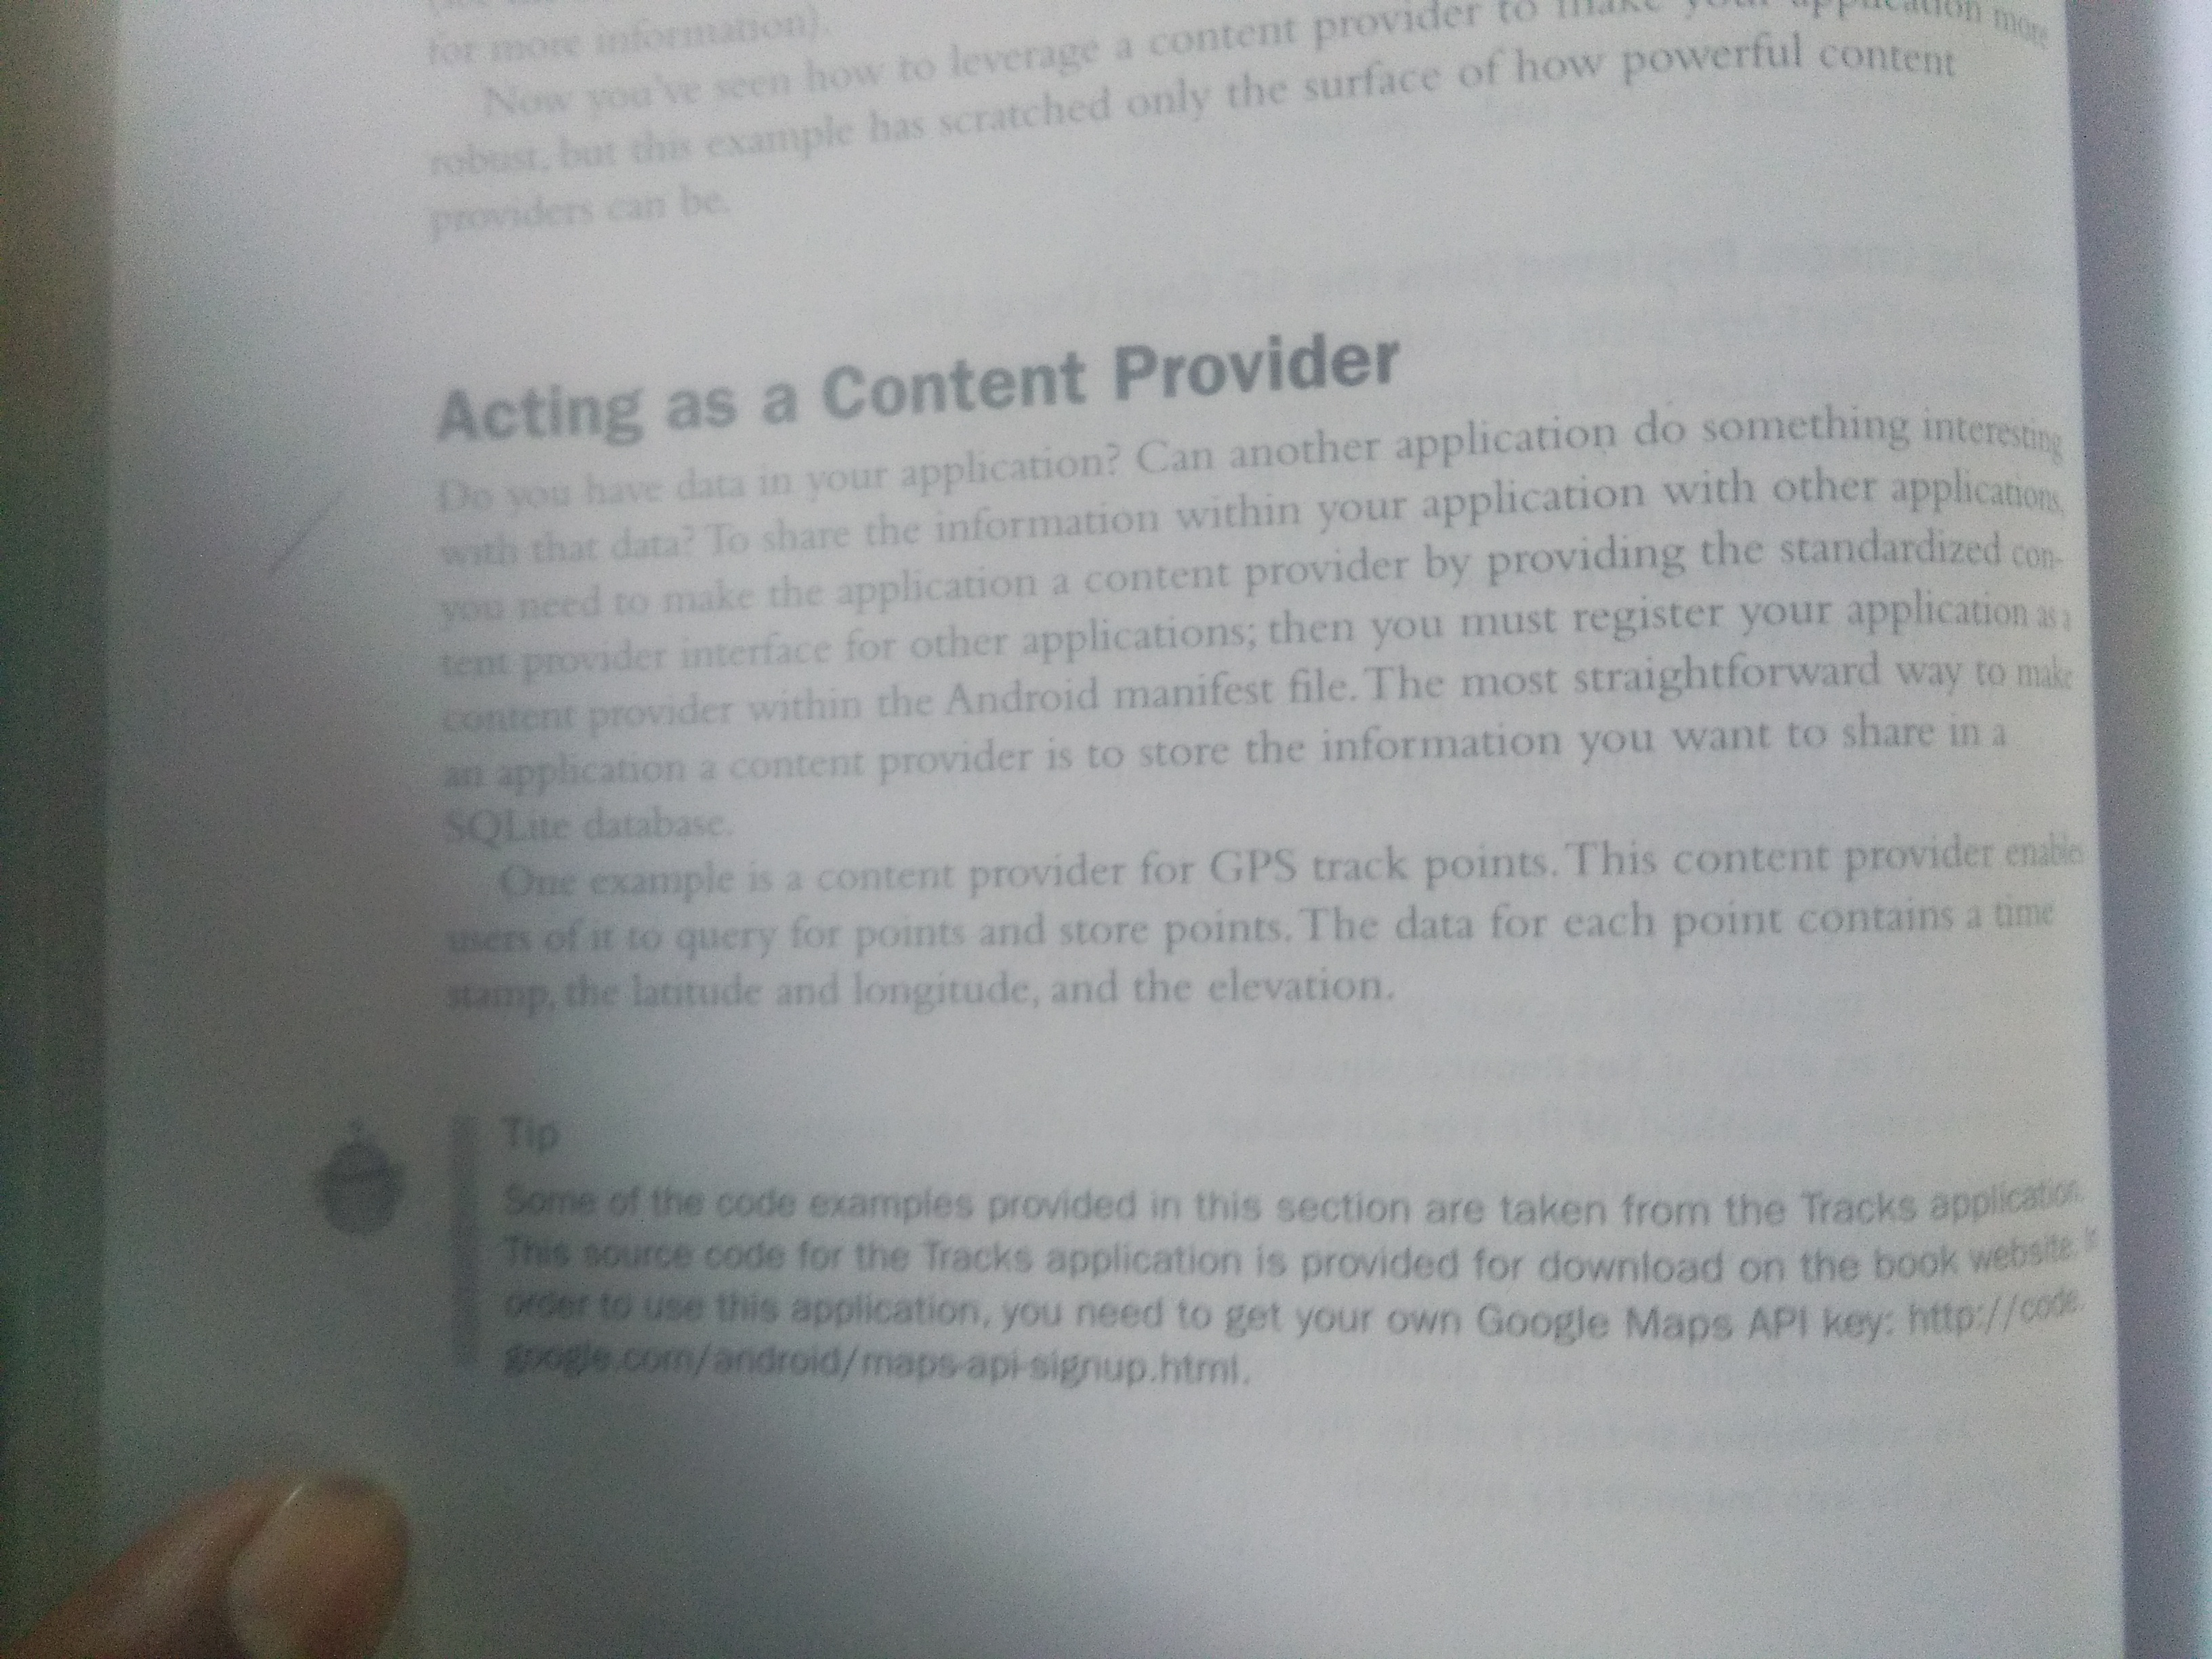 for more information).
Now you've seen how to leverage a content provider to make your application more
robust, but this example has scratched only the surface of how powerful content
providers can be.
Acting as a Content Provider
Do you have data in your application? Can another application do something interesting
with that data? To share the information within your application with other applications,
you need to make the application a content provider by providing the standardized con-
tent provider interface for other applications; then you must register your application as a
content provider within the Android manifest file. The most straightforward way to make
an application a content provider is to store the information you want to share in a
SQLite database.
One example is a content provider for GPS track points. This content provider enables
users of it to query for points and store points. The data for each point contains a time
stamp, the latitude and longitude, and the elevation.
Tip
Some of the code examples provided in this section are taken from the Tracks application.
This source code for the Tracks application is provided for download on the book website. In
order to use this application, you need to get your own Google Maps API key: http://code.
google.com/android/maps-api-signup.html.